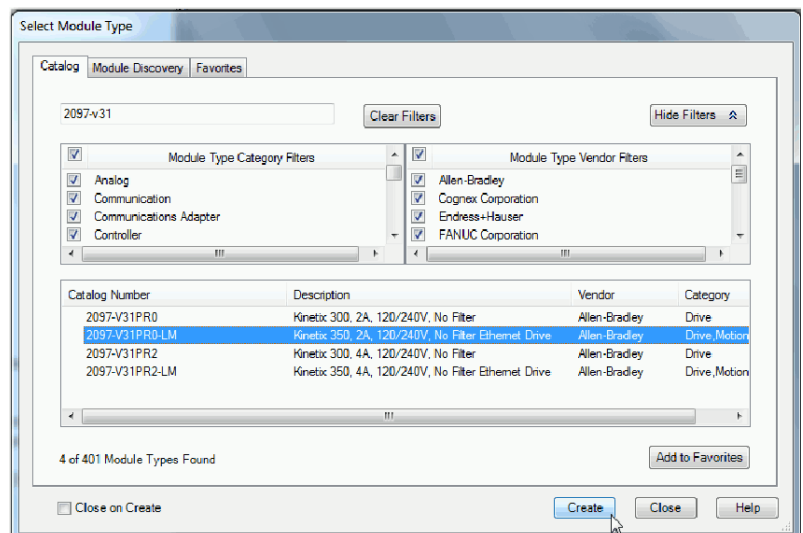 Select Module Type
Catalog Module Discovery Favorites
2097-v31 Clear Filters Hide Filters
Module Type Category Filters Module Type Vendor Filters
Analog Allen-Bradley
Communication Cognex Corporation
Communications Adapter Endress+Hauser
Controller FANUC Corporation
Catalog Number Description Vendor Category
2097-V31PR0 Kinetix 300, 2A, 120/240V, No Filter Allen-Bradley Drive
2097-V31PR0-LM Kinetix 350, 2A, 120/240V, No Filter Ethernet Drive Allen-Bradley Drive,Motion
2097-V31PR2 Kinetix 300, 4A, 120/240V, No Filter Allen-Bradley Drive
2097-V31PR2-LM Kinetix 350, 4A, 120/240V, No Filter Ethernet Drive Allen-Bradley Drive,Motion
4 of 401 Module Types Found Add to Favorites
Close on Create Create Close Help